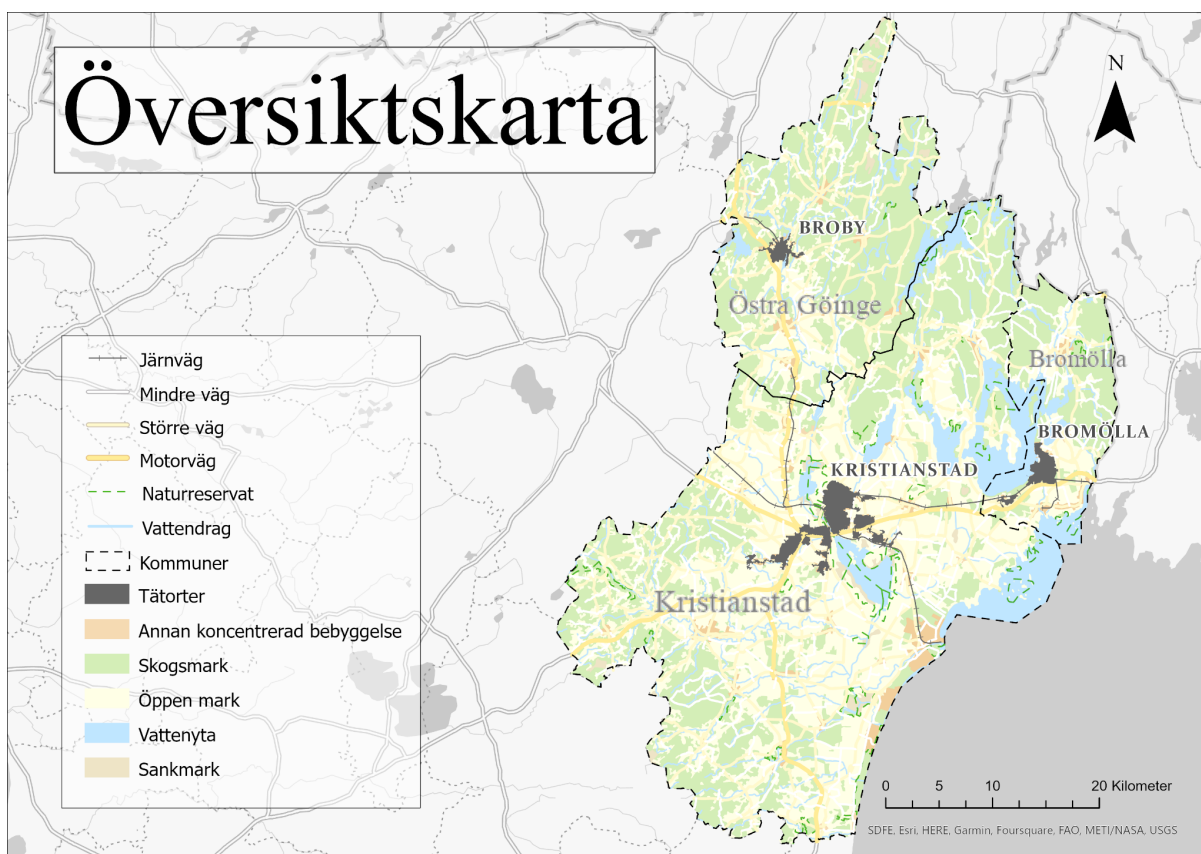 Översiktskarta
N
BROBY
Östra Göinge
Bromölla
BROMÖLLA
KRISTIANSTAD
Kristianstad
Järnväg
Mindre väg
Större väg
Motorväg
Naturreservat
Vattendrag
Kommuner
Tätorter
Annan koncentrerad bebyggelse
Skogsmark
Öppen mark
Vattenyta
Sankmark
0 5 10 20 Kilometer
SDFE, Esri, HERE, Garmin, Foursquare, FAO, METI/NASA, USGS